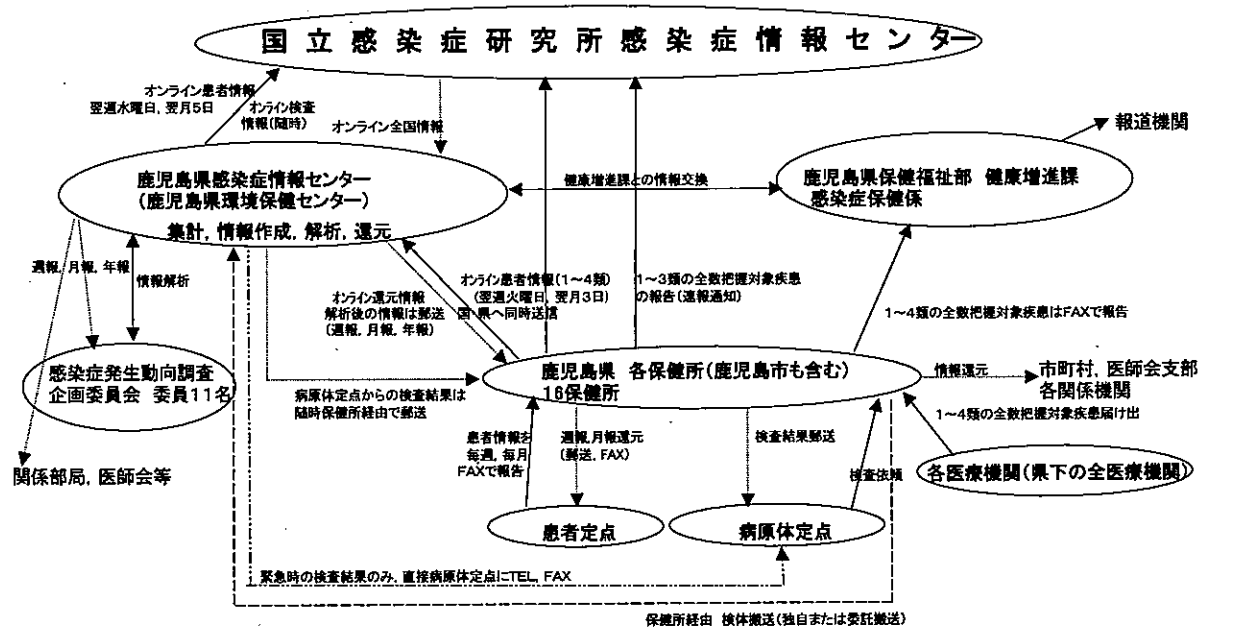 国立感染症研究所感染症情報センター
オンライン患者情報
翌週水曜日，翌月5日
オンライン検査
情報(随時)
オンライン全国情報
報道機関
鹿児島県感染症情報センター
(鹿児島県環境保健センター)
集計，情報作成，解析，還元
健康増進課との情報交換
鹿児島県保健福祉部 健康増進課
感染症保健係
週報，月報，年報
情報解析
オンライン還元情報
解析後の情報は郵送
(週報，月報，年報)
オンライン患者情報(1～4類)
(翌週火曜日，翌月3日)
国・県へ同時送信
1～3類の全数把握対象疾患
の報告(速報通知)
1～4類の全数把握対象疾患はFAXで報告
感染症発生動向調査
企画委員会 委員11名
病原体定点からの検査結果は
随時保健所経由で郵送
鹿児島県 各保健所(鹿児島市も含む)
16保健所
情報還元
市町村，医師会支部
各関係機関
1～4類の全数把握対象疾患届け出
関係部局，医師会等
患者情報を
毎週，毎月
FAXで報告
週報，月報還元
(郵送，FAX)
検査結果郵送
検査依頼
各医療機関(県下の全医療機関)
患者定点
病原体定点
緊急時の検査結果のみ，直接病原体定点にTEL，FAX
保健所経由 検体搬送(独自または委託搬送)